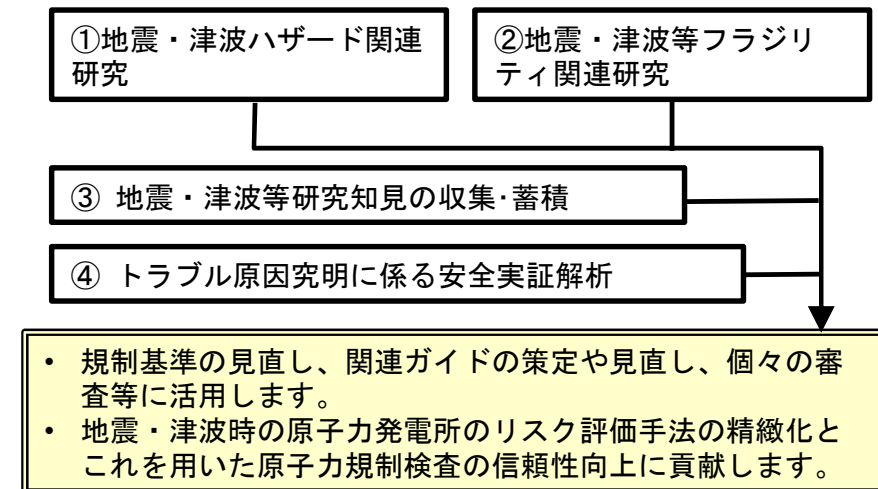 ①地震・津波ハザード関連
研究
②地震・津波等フラジリ
ティ関連研究
③ 地震・津波等研究知見の収集･蓄積
④ トラブル原因究明に係る安全実証解析
• 規制基準の見直し、関連ガイドの策定や見直し、個々の審
査等に活用します。
• 地震・津波時の原子力発電所のリスク評価手法の精緻化と
これを用いた原子力規制検査の信頼性向上に貢献します。